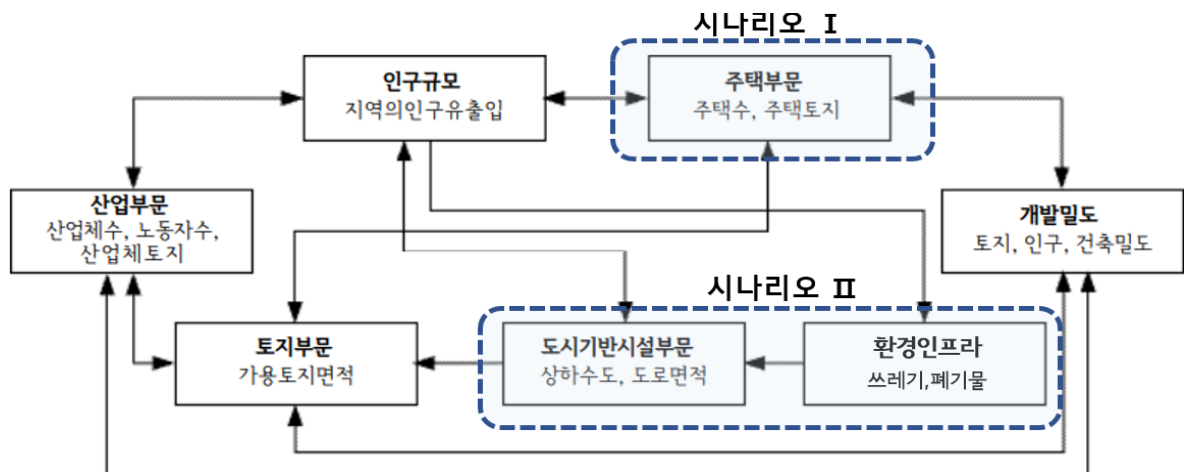 시나리오 Ⅰ
인구규모
지역의인구유출입
주택부문
주택수, 주택토지
산업부문
산업체수, 노동자수,
산업체토지
개발밀도
토지, 인구, 건축밀도
시나리오 Ⅱ
토지부문
가용토지면적
도시기반시설부문
상하수도, 도로면적
환경인프라
쓰레기,폐기물